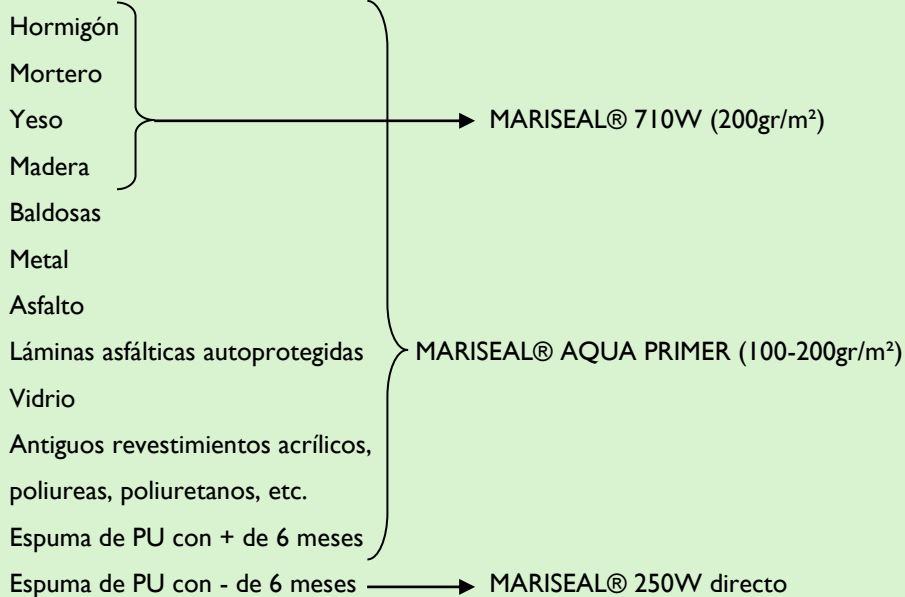 Hormigón
Mortero
Yeso
MARISEAL® 710W (200gr/m²)
Madera
Baldosas
Metal
Asfalto
Láminas asfálticas autoprotegidas
MARISEAL® AQUA PRIMER (100-200gr/m²)
Vidrio
Antiguos revestimientos acrílicos,
poliureas, poliuretanos, etc.
Espuma de PU con + de 6 meses
Espuma de PU con - de 6 meses
MARISEAL® 250W directo